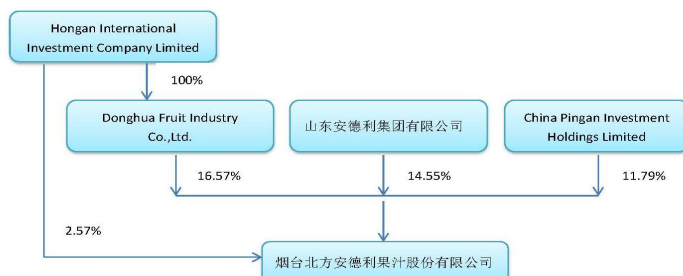 Hongan International
Investment Company Limited
100%
Donghua Fruit Industry
Co.,Ltd.
山东安德利集团有限公司
China Pingan Investment
Holdings Limited
16.57%
14.55%
11.79%
2.57%
烟台北方安德利果汁股份有限公司